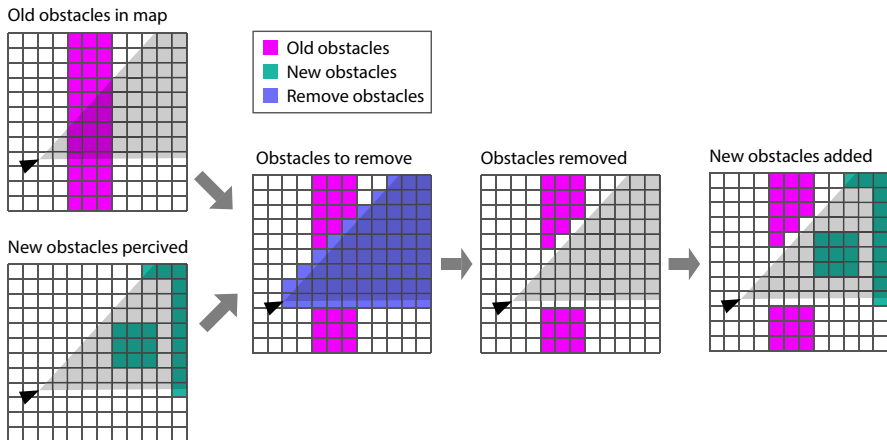 Old obstacles in map
Old obstacles
New obstacles
Remove obstacles
Obstacles to remove
Obstacles removed
New obstacles added
New obstacles percived